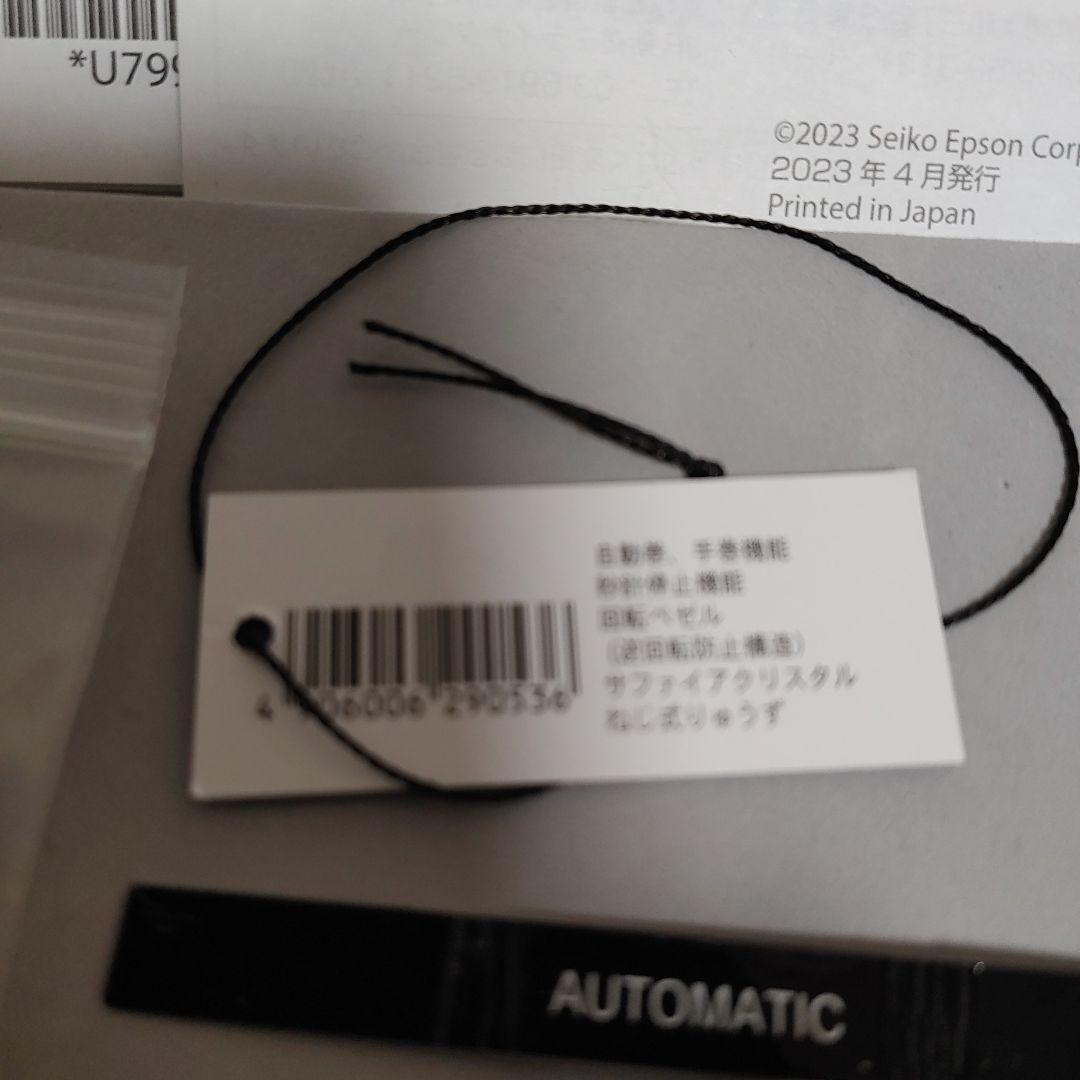 *U799
©2023 Seiko Epson Corp
2023年4月発行
Printed in Japan
自動巻、手巻機能
秒針停止機能
回転ベゼル
(逆回転防止構造)
サファイアクリスタル
ねじ式りゅうず
4 906006 290556
AUTOMATIC